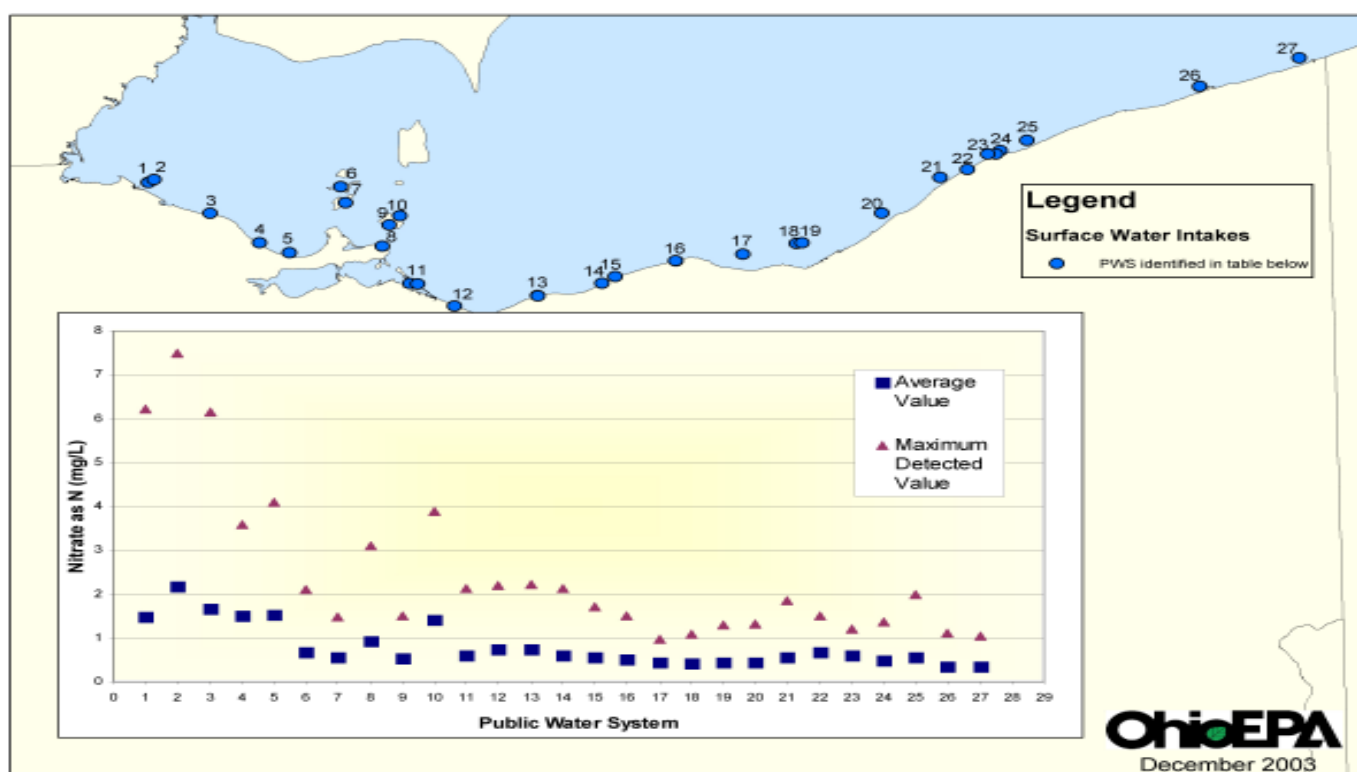 27
26
25
24
23
22
21
20
1819
17
16
15
14
13
12
11
10
9
8
7
6
5
4
3
1 2
Legend
Surface Water Intakes
PWS identified in table below
8
7
6
5
4
3
2
1
0
Nitrate as N (mg/L)
Average
Value
Maximum
Detected
Value
0 1 2 3 4 5 6 7 8 9 10 11 12 13 14 15 16 17 18 19 20 21 22 23 24 25 26 27 28 29
Public Water System
OhioEPA
December 2003